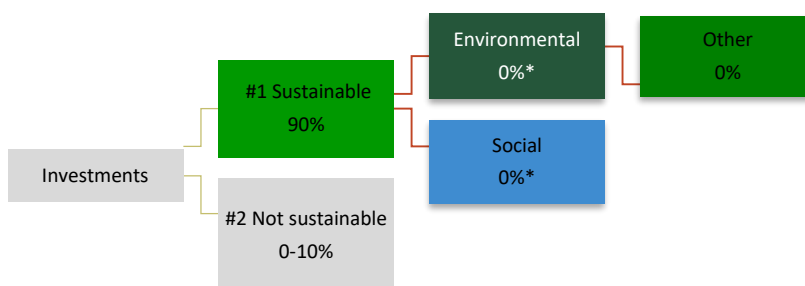 Investments
#1 Sustainable
90%
#2 Not sustainable
0-10%
Environmental
0%*
Social
0%*
Other
0%